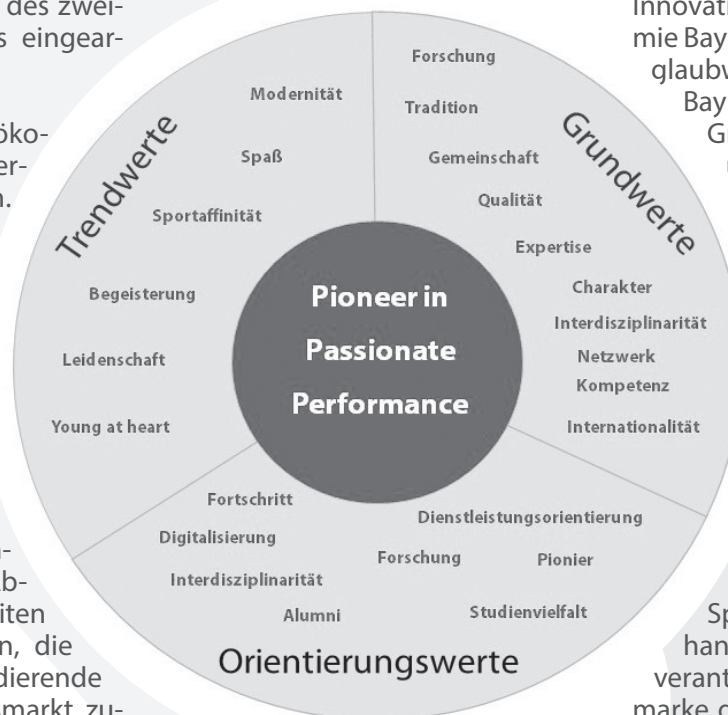 des zwei-
s eingear-
öko-
er-
n.
Innovati
mie Bay
glaubw
Bay
G
Trendwerte
Modernität
Spaß
Sportaffinität
Begeisterung
Leidenschaft
Young at heart
Grundwerte
Forschung
Tradition
Gemeinschaft
Qualität
Expertise
Charakter
Interdisziplinarität
Netzwerk
Kompetenz
Internationalität
Pioneer in
Passionate
Performance
Fortschritt
Digitalisierung
Interdisziplinarität
Alumni
Dienstleistungsorientierung
Forschung
Pionier
Studienvielfalt
Orientierungswerte
b-
iten
n, die
dierende
smarkt zu-
Sp
han
verant
marke d